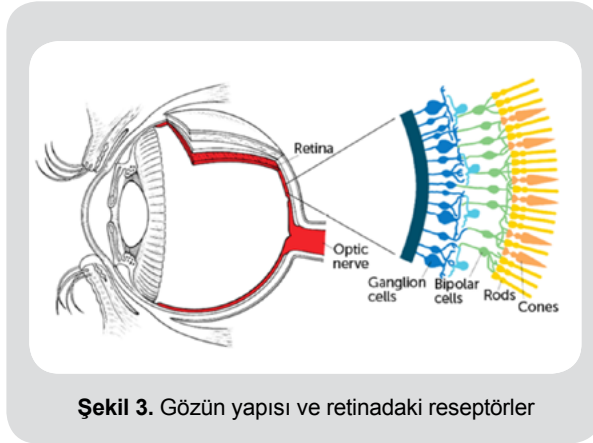 Retina
Optic
nerve
Ganglion
cells
Bipolar
cells
Rods
Cones
Şekil 3. Gözün yapısı ve retinadaki reseptörler